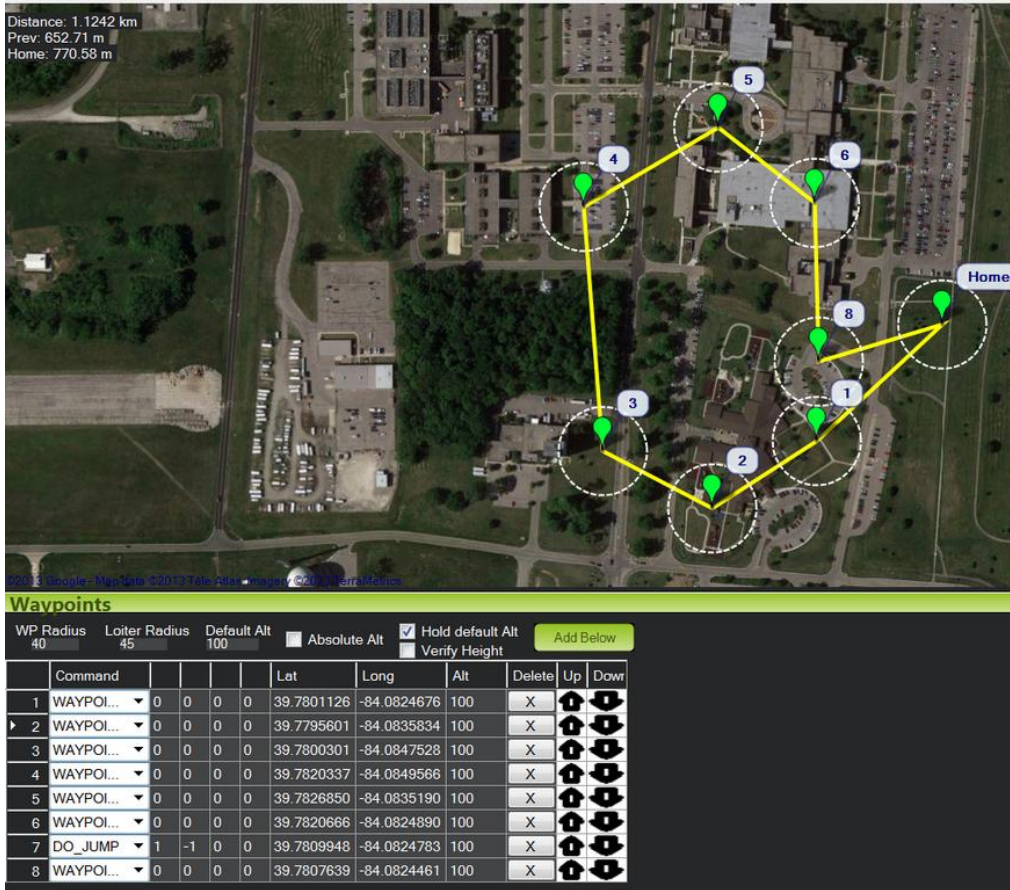 Distance: 1.1242 km
Prev: 652.71 m
Home: 770.58 m
5
4
6
Home
8
1
3
2
©2013 Google - Map data ©2013 Tele Atlas, Imagery ©2013 TerraMetrics
Waypoints
WP Radius Loiter Radius Default Alt Absolute Alt Hold default Alt Add Below
40 45 100 Verify Height
Command Lat Long Alt Delete Up Down
1 WAYPOI... 0 0 0 0 39.7801126 -84.0824676 100 X
2 WAYPOI... 0 0 0 0 39.7795601 -84.0835834 100 X
3 WAYPOI... 0 0 0 0 39.7800301 -84.0847528 100 X
4 WAYPOI... 0 0 0 0 39.7820337 -84.0849566 100 X
5 WAYPOI... 0 0 0 0 39.7826850 -84.0835190 100 X
6 WAYPOI... 0 0 0 0 39.7820666 -84.0824890 100 X
7 DO_JUMP 1 -1 0 0 39.7809948 -84.0824783 100 X
8 WAYPOI... 0 0 0 0 39.7807639 -84.0824461 100 X